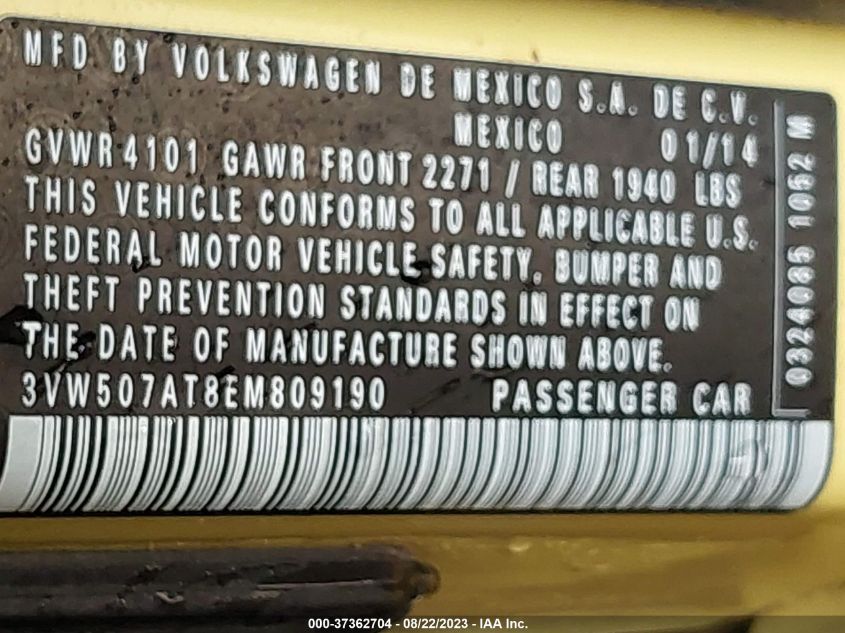 MFD BY VOLKSWAGEN DE MEXICO S.A. DE C.V.
MEXICO 01/14
GVWR 4101 GAWR FRONT 2271 / REAR 1940 LBS
THIS VEHICLE CONFORMS TO ALL APPLICABLE U.S.
FEDERAL MOTOR VEHICLE SAFETY, BUMPER AND
THEFT PREVENTION STANDARDS IN EFFECT ON
THE DATE OF MANUFACTURE SHOWN ABOVE.
3VW507AT8EM809190 PASSENGER CAR
0324085 1052 M
000-37362704 - 08/22/2023 - IAA Inc.